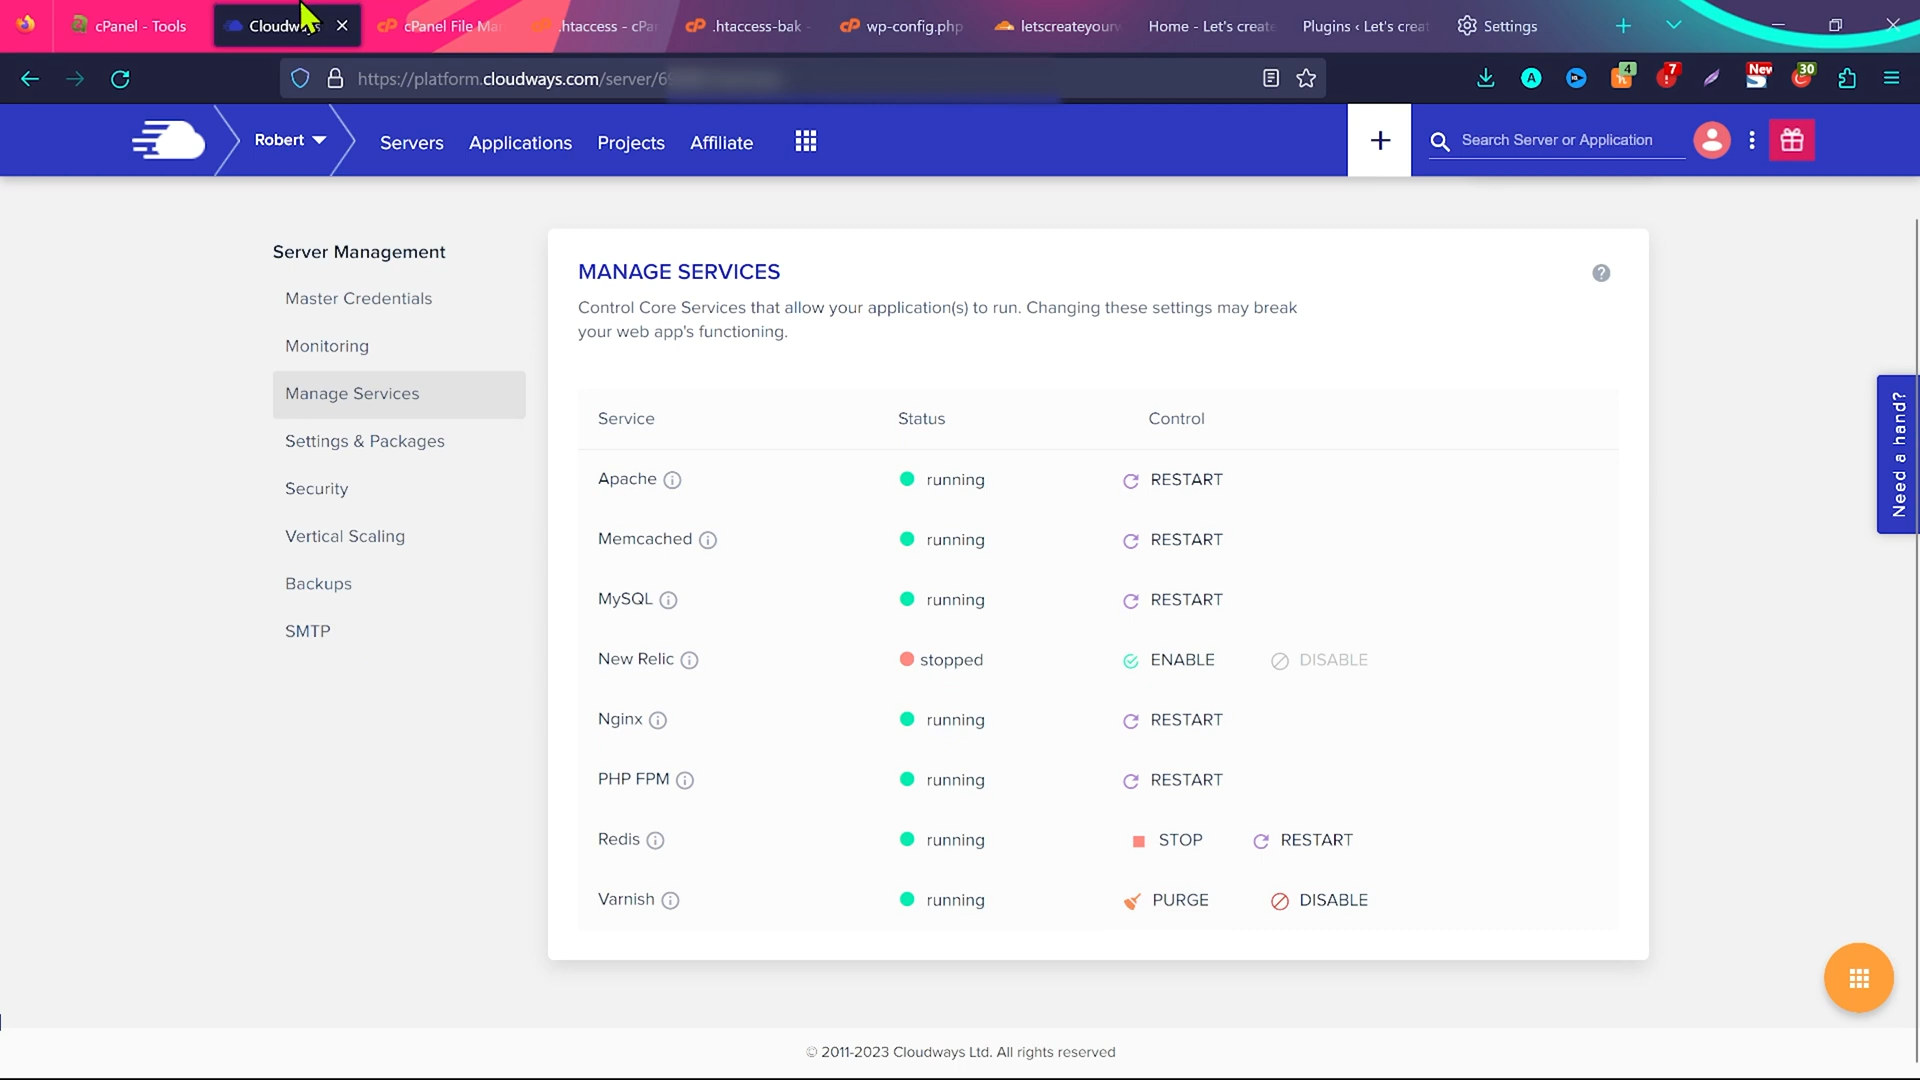 cPanel - Tools
Cloudw
cPanel File Ma
.htaccess - cPa
.htaccess-bak -
wp-config.php
letscreateyourw
Home - Let's create
Plugins ‹ Let's creat
Settings
https://platform.cloudways.com/server/6
4
7
New
30
Robert
Servers
Applications
Projects
Affiliate
Search Server or Application
Server Management
Master Credentials
Monitoring
Manage Services
Settings & Packages
Security
Vertical Scaling
Backups
SMTP
MANAGE SERVICES
Control Core Services that allow your application(s) to run. Changing these settings may break
your web app's functioning.
Service Status Control
Apache running RESTART
Memcached running RESTART
MySQL running RESTART
New Relic stopped ENABLE DISABLE
Nginx running RESTART
PHP FPM running RESTART
Redis running STOP RESTART
Varnish running PURGE DISABLE
Need a hand?
© 2011-2023 Cloudways Ltd. All rights reserved